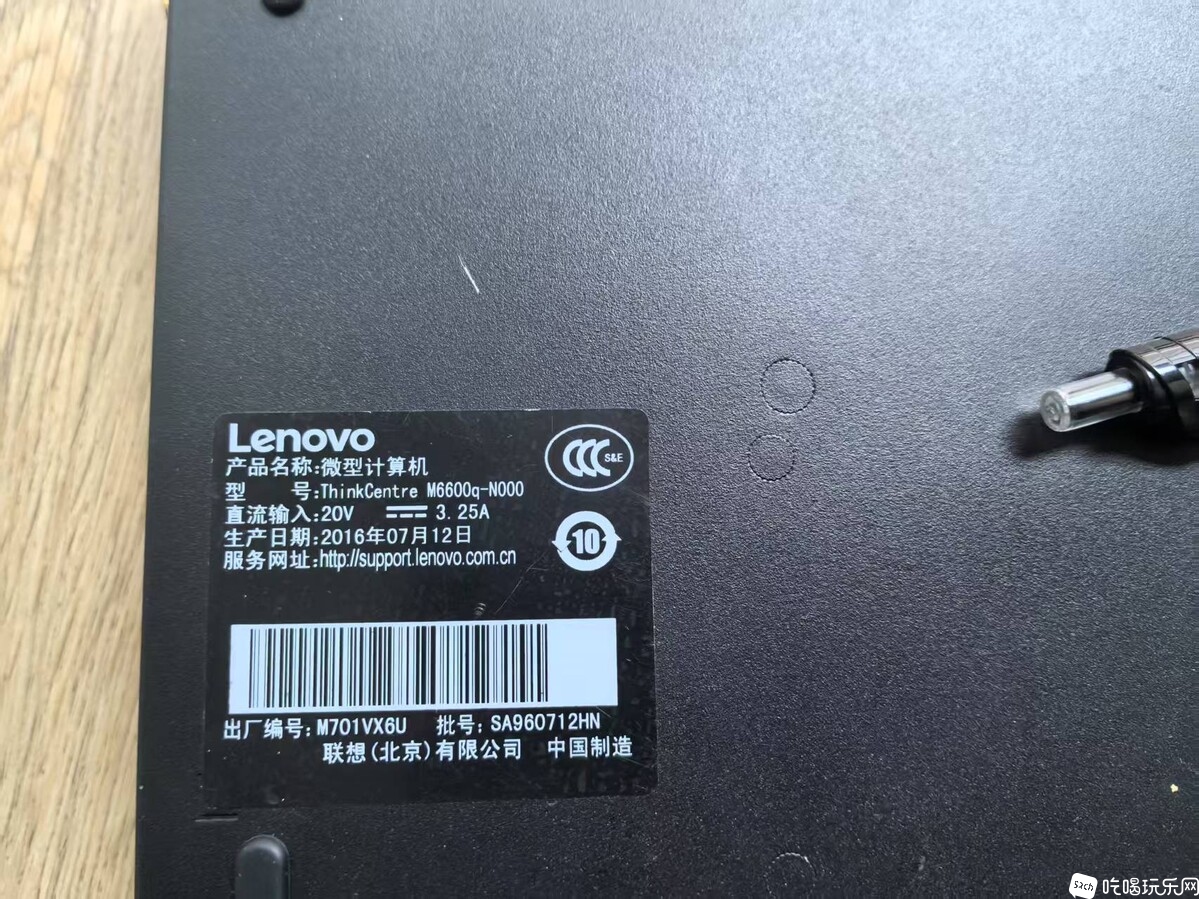 Lenovo
产品名称:微型计算机
型 号:ThinkCentre M6600q-N000
直流输入:20V ⎓ 3.25A
生产日期:2016年07月12日
服务网址:http://support.lenovo.com.cn
CCC S&E
10
出厂编号:M701VX6U 批号:SA960712HN
联想(北京)有限公司 中国制造
sach 吃喝玩乐网